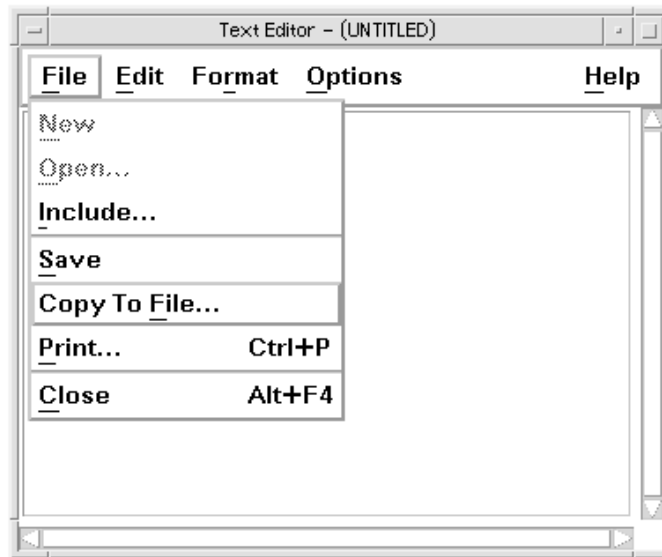 Text Editor – (UNTITLED)
File Edit Format Options Help
New
Open...
Include...
Save
Copy To File...
Print... Ctrl+P
Close Alt+F4